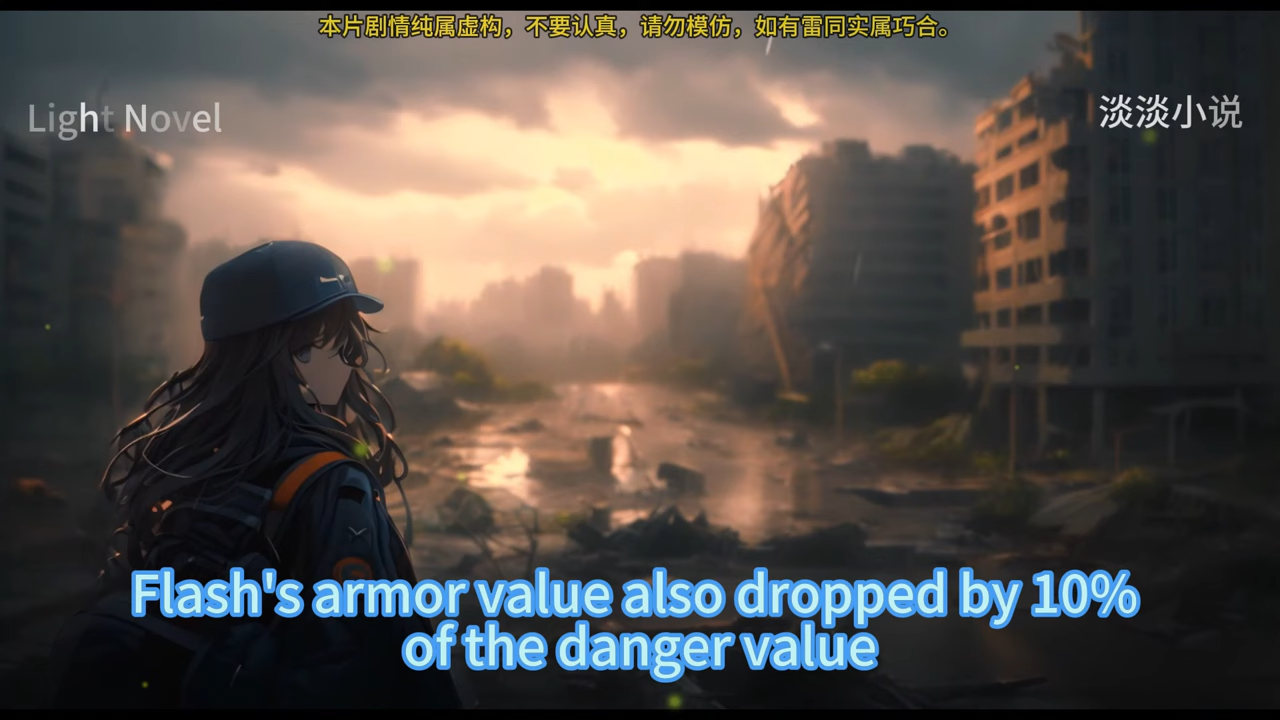 本片剧情纯属虚构，不要认真，请勿模仿，如有雷同实属巧合。
Light Novel
淡淡小说
Flash's armor value also dropped by 10%
of the danger value